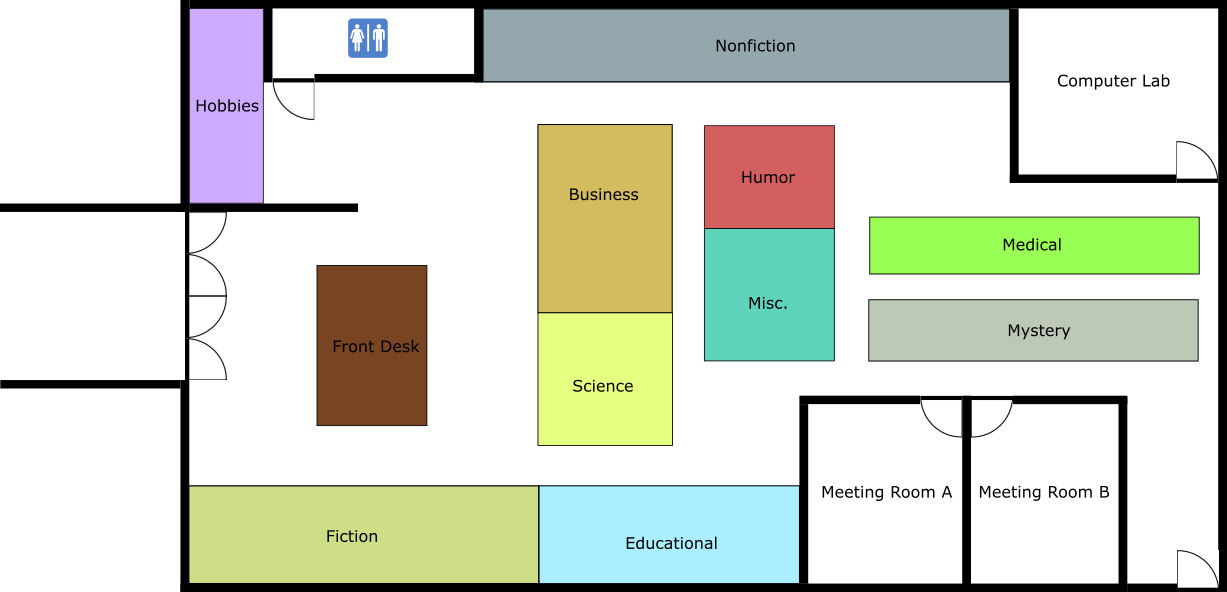 Nonfiction
Computer Lab
Hobbies
Business
Humor
Medical
Misc.
Mystery
Front Desk
Science
Meeting Room A
Meeting Room B
Fiction
Educational